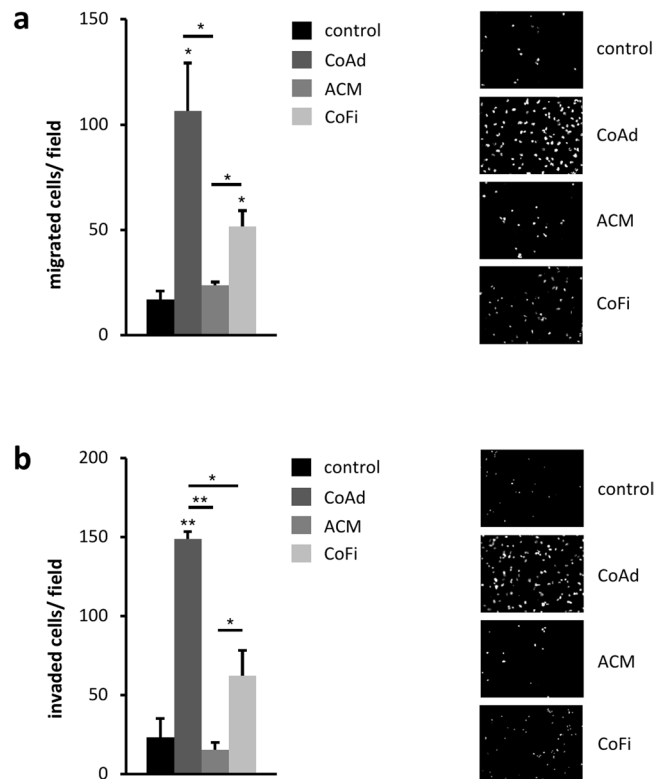 a
150
100
50
0
migrated cells/ field
*
*
*
*
control
CoAd
ACM
CoFi
control
CoAd
ACM
CoFi
b
200
150
100
50
0
invaded cells/ field
*
**
**
*
control
CoAd
ACM
CoFi
control
CoAd
ACM
CoFi